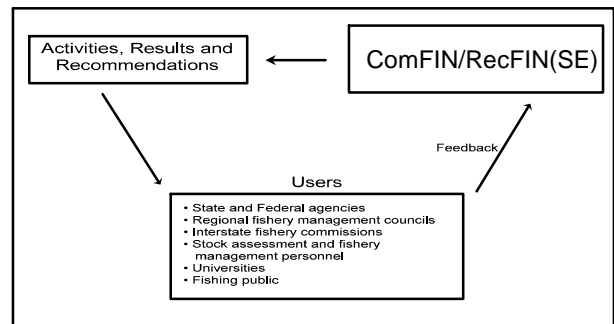 Activities, Results and
Recommendations
ComFIN/RecFIN(SE)
Feedback
Users
• State and Federal agencies
• Regional fishery management councils
• Interstate fishery commissions
• Stock assessment and fishery
management personnel
• Universities
• Fishing public